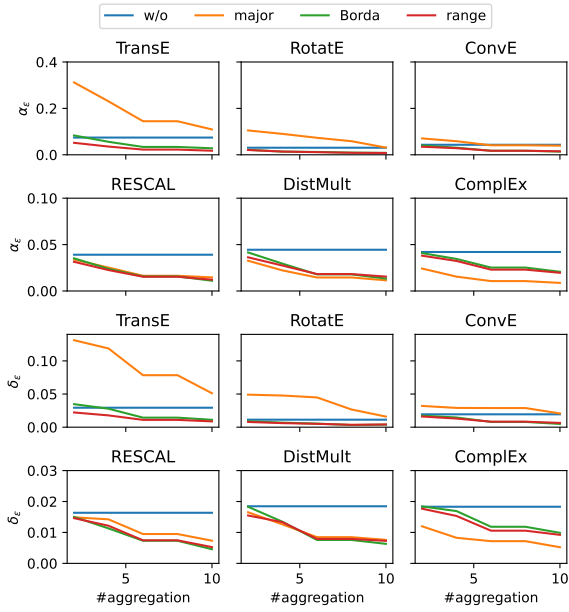 w/o major Borda range
TransE RotatE ConvE
0.4
0.2
0.0
α_ε
RESCAL DistMult ComplEx
0.10
0.05
0.00
α_ε
TransE RotatE ConvE
0.10
0.05
0.00
δ_ε
RESCAL DistMult ComplEx
0.03
0.02
0.01
0.00
δ_ε
5 10 5 10 5 10
#aggregation #aggregation #aggregation